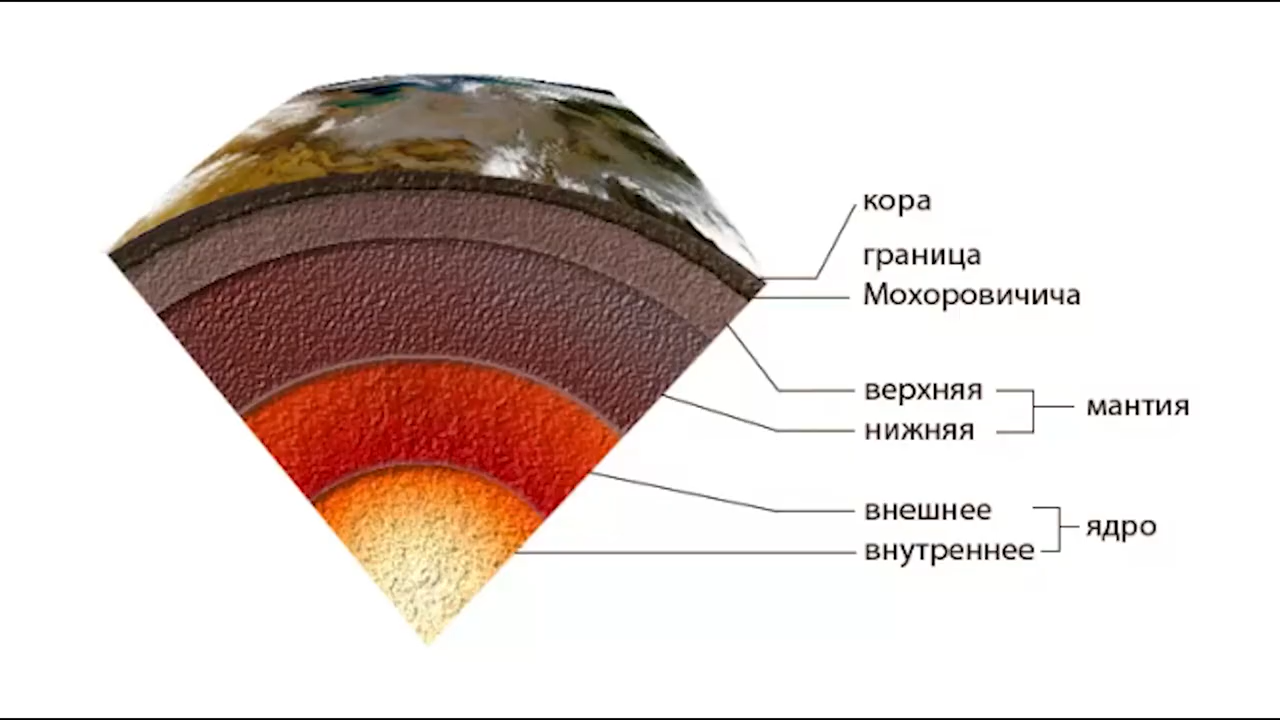 кора
граница
Мохоровичича
верхняя
мантия
нижняя
внешнее
ядро
внутреннее